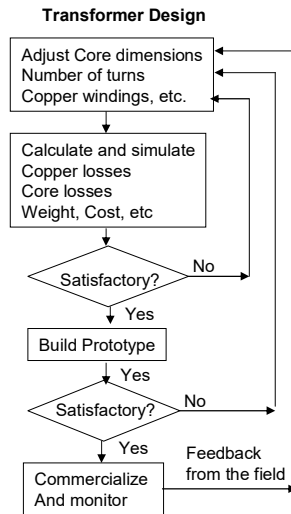 Transformer Design
Adjust Core dimensions
Number of turns
Copper windings, etc.
Calculate and simulate
Copper losses
Core losses
Weight, Cost, etc
Satisfactory?
No
Yes
Build Prototype
Yes
Satisfactory?
No
Yes
Feedback
from the field
Commercialize
And monitor